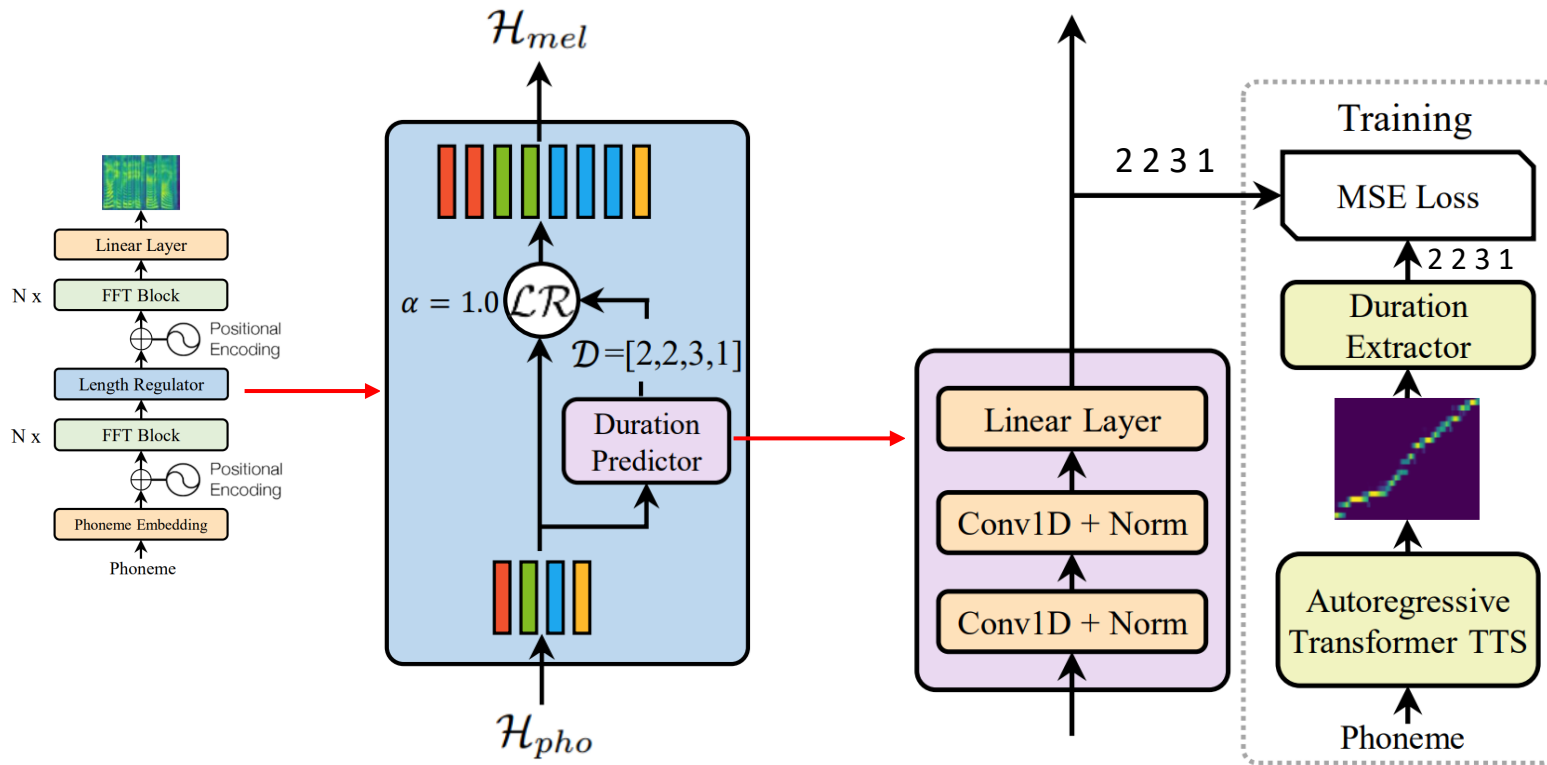 Linear Layer
N x
FFT Block
Positional
Encoding
Length Regulator
N x
FFT Block
Positional
Encoding
Phoneme Embedding
Phoneme
ℋ_mel
α = 1.0
ℒℛ
𝒟=[2,2,3,1]
Duration
Predictor
ℋ_pho
Linear Layer
Conv1D + Norm
Conv1D + Norm
2 2 3 1
Training
MSE Loss
2 2 3 1
Duration
Extractor
Autoregressive
Transformer TTS
Phoneme